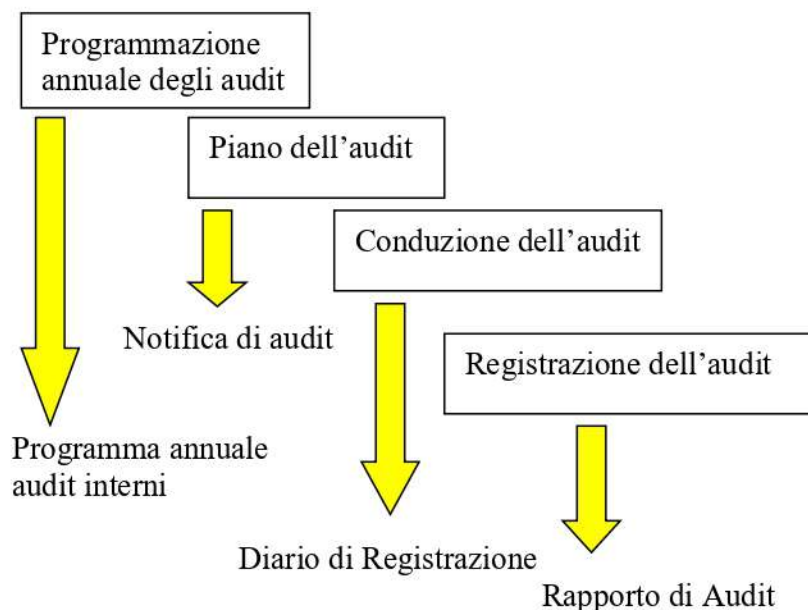 Programmazione
annuale degli audit
Piano dell’audit
Conduzione dell’audit
Notifica di audit
Registrazione dell’audit
Programma annuale
audit interni
Diario di Registrazione
Rapporto di Audit